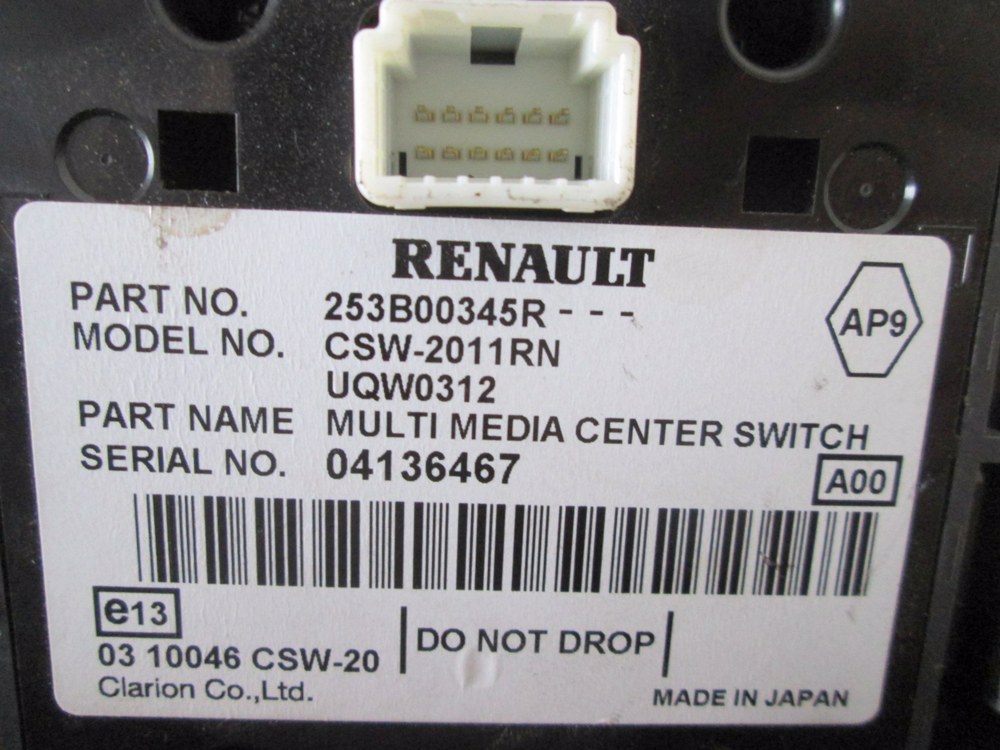 RENAULT
PART NO. 253B00345R - - -
AP9
MODEL NO. CSW-2011RN
UQW0312
PART NAME MULTI MEDIA CENTER SWITCH
SERIAL NO. 04136467
A00
e13
03 10046 CSW-20
DO NOT DROP
Clarion Co.,Ltd.
MADE IN JAPAN